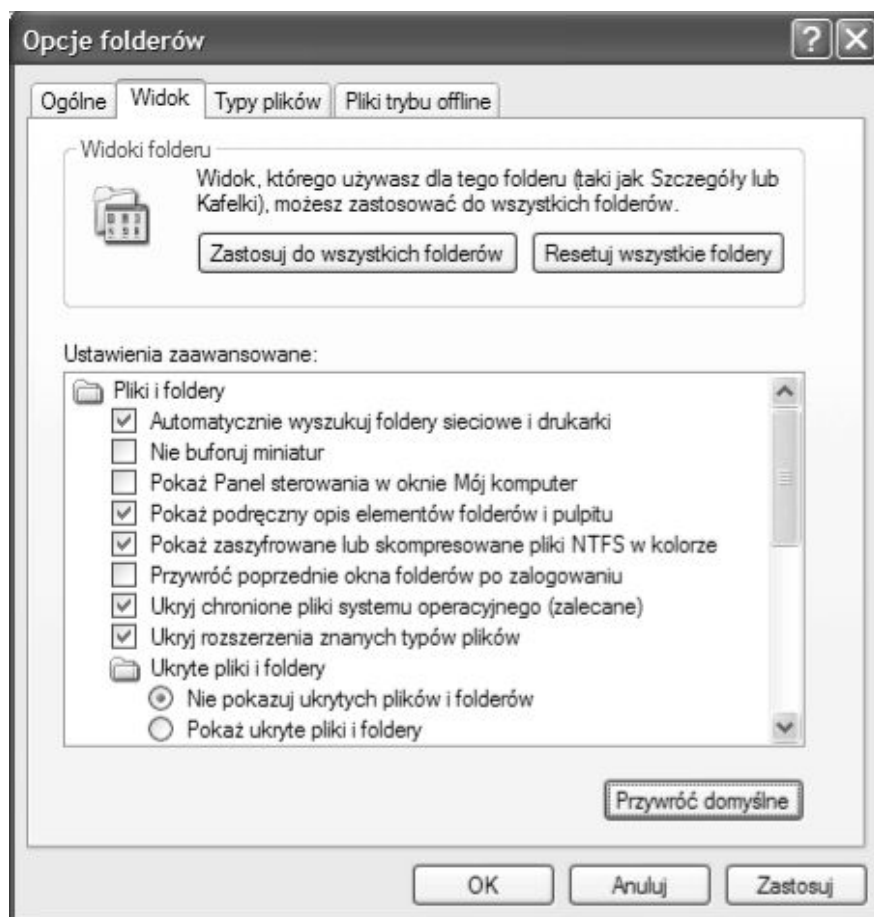 Opcje folderów
Ogólne Widok Typy plików Pliki trybu offline
Widoki folderu
Widok, którego używasz dla tego folderu (taki jak Szczegóły lub
Kafelki), możesz zastosować do wszystkich folderów.
Zastosuj do wszystkich folderów Resetuj wszystkie foldery
Ustawienia zaawansowane:
Pliki i foldery
Automatycznie wyszukuj foldery sieciowe i drukarki
Nie buforuj miniatur
Pokaż Panel sterowania w oknie Mój komputer
Pokaż podręczny opis elementów folderów i pulpitu
Pokaż zaszyfrowane lub skompresowane pliki NTFS w kolorze
Przywróć poprzednie okna folderów po zalogowaniu
Ukryj chronione pliki systemu operacyjnego (zalecane)
Ukryj rozszerzenia znanych typów plików
Ukryte pliki i foldery
Nie pokazuj ukrytych plików i folderów
Pokaż ukryte pliki i foldery
Przywróć domyślne
OK Anuluj Zastosuj